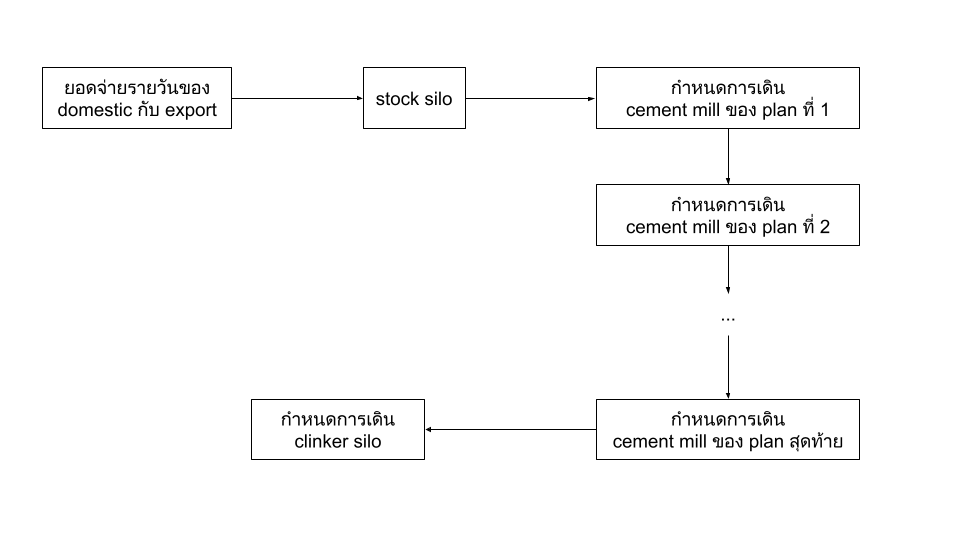 ยอดจ่ายรายวันของ
domestic กับ export
stock silo
กำหนดการเดิน
cement mill ของ plan ที่ 1
กำหนดการเดิน
cement mill ของ plan ที่ 2
...
กำหนดการเดิน
cement mill ของ plan สุดท้าย
กำหนดการเดิน
clinker silo